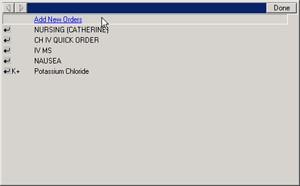 Done
Add New Orders
NURSING (CATHERINE)
CH IV QUICK ORDER
IV MS
NAUSEA
K+ Potassium Chloride